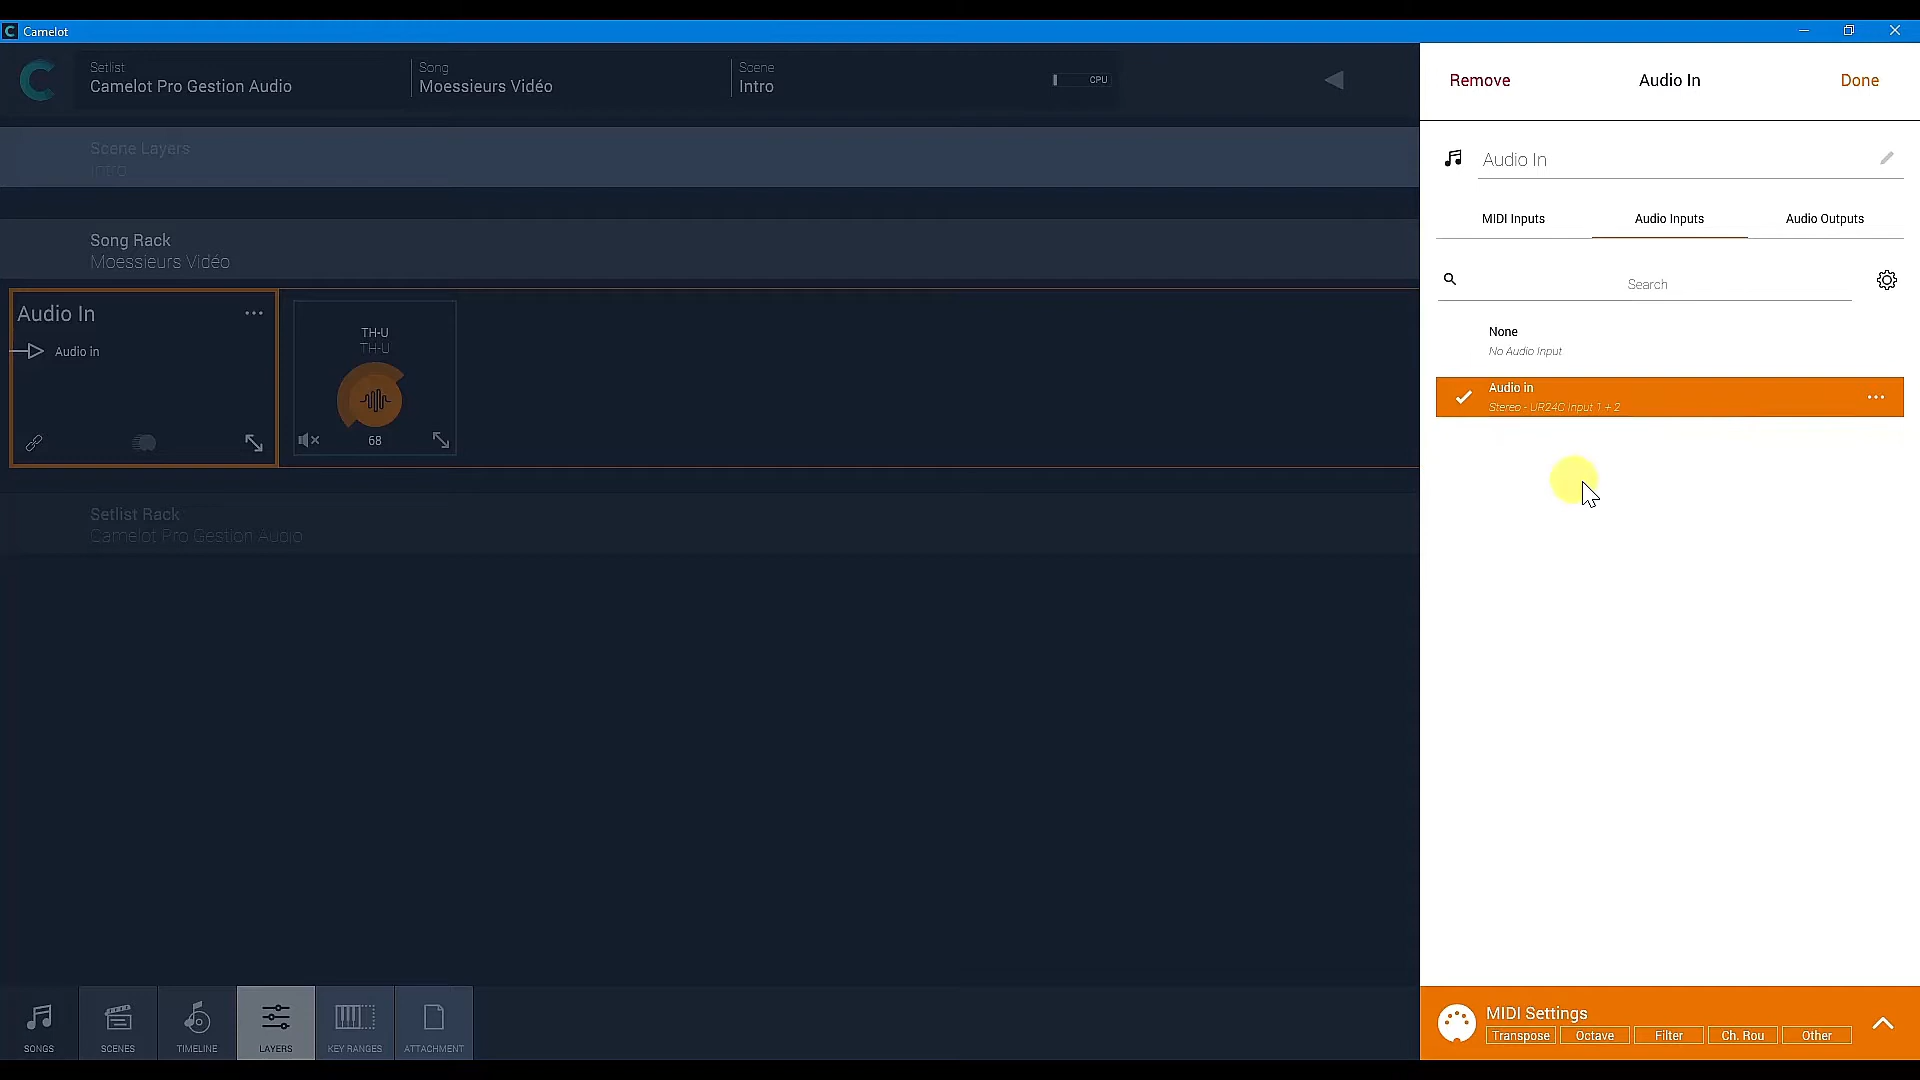 Camelot
Setlist
Camelot Pro Gestion Audio
Song
Moessieurs Vidéo
Scene
Intro
CPU
Scene Layers
Intro
Song Rack
Moessieurs Vidéo
Audio In
Audio in
TH-U
TH-U
68
Setlist Rack
Camelot Pro Gestion Audio
SONGS
SCENES
TIMELINE
LAYERS
KEY RANGES
ATTACHMENT
Remove
Audio In
Done
Audio In
MIDI Inputs
Audio Inputs
Audio Outputs
Search
None
No Audio Input
Audio in
Stereo - UR24C Input 1 + 2
MIDI Settings
Transpose
Octave
Filter
Ch. Rou
Other